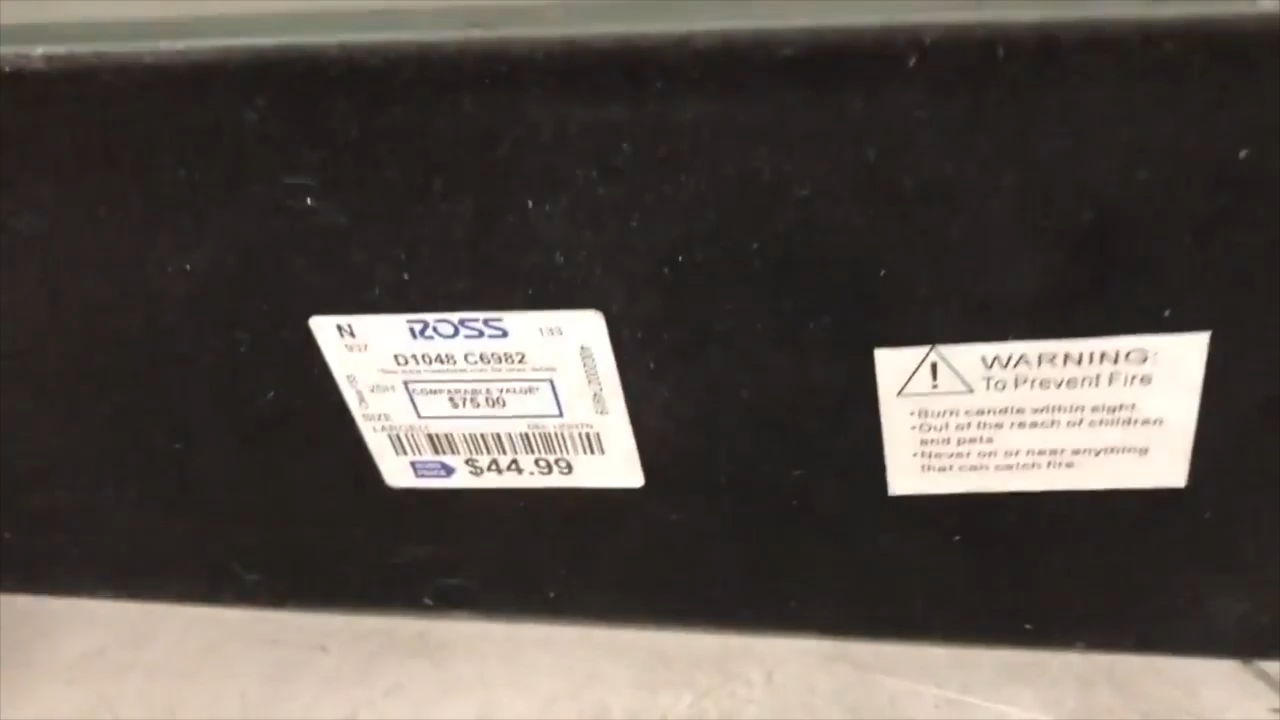 N ROSS 133
937
D1048 C6982
COMPARABLE VALUE*
$75.00
SIZE
$44.99
WARNING:
To Prevent Fire
•Burn candle within sight
•Out of the reach of children
and pets
•Never on or near anything
that can catch fire